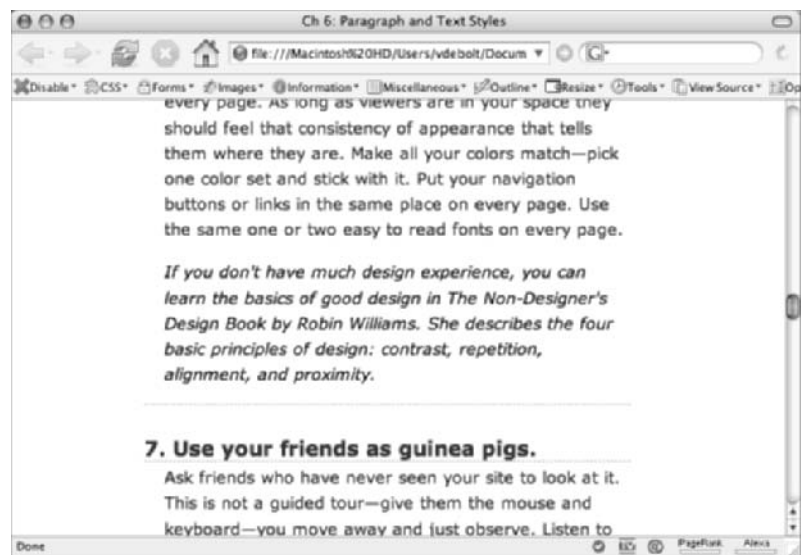 Ch 6: Paragraph and Text Styles
file:///Macintosh%20HD/Users/vdebolt/Docum
Disable CSS Forms Images Information Miscellaneous Outline Resize Tools View Source Op
every page. As long as viewers are in your space they
should feel that consistency of appearance that tells
them where they are. Make all your colors match—pick
one color set and stick with it. Put your navigation
buttons or links in the same place on every page. Use
the same one or two easy to read fonts on every page.
If you don't have much design experience, you can
learn the basics of good design in The Non-Designer's
Design Book by Robin Williams. She describes the four
basic principles of design: contrast, repetition,
alignment, and proximity.
7. Use your friends as guinea pigs.
Ask friends who have never seen your site to look at it.
This is not a guided tour—give them the mouse and
keyboard—you move away and just observe. Listen to
Done PageRank Alexa